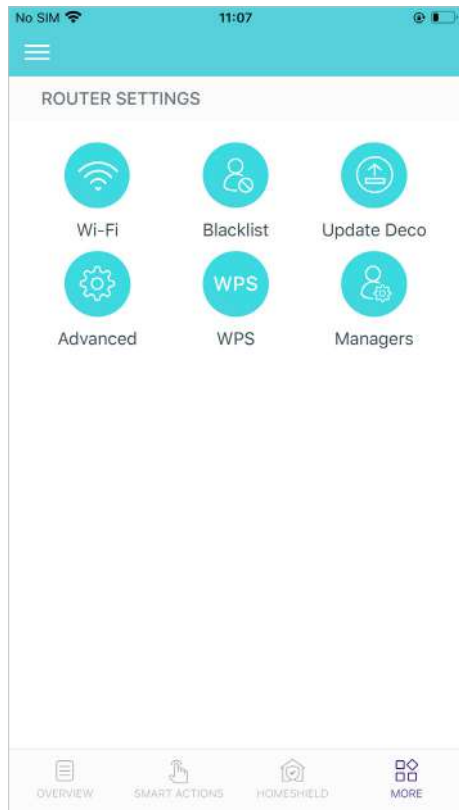 No SIM 11:07
ROUTER SETTINGS
Wi-Fi Blacklist Update Deco
WPS
Advanced WPS Managers
OVERVIEW SMART ACTIONS HOMESHIELD MORE